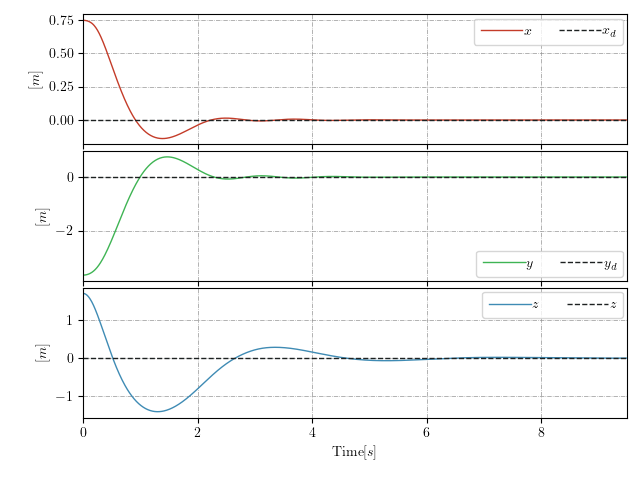 0.75
0.50
0.25
0.00
[m]
x x_d
0
−2
[m]
y y_d
1
0
−1
[m]
z z
0 2 4 6 8
Time[s]